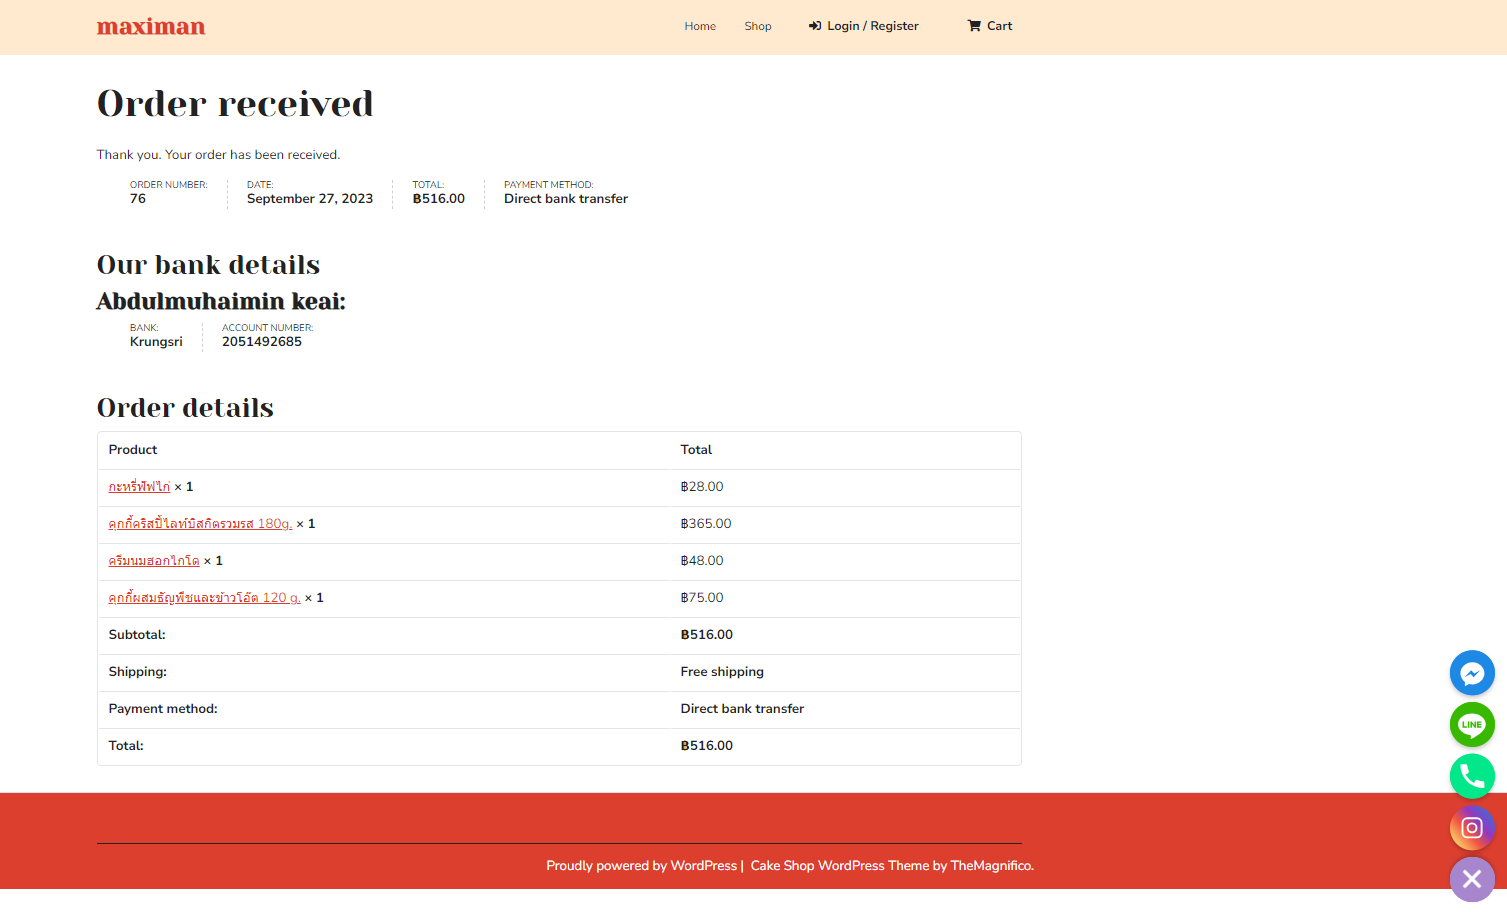 maximan
Home Shop Login / Register Cart
Order received
Thank you. Your order has been received.
ORDER NUMBER: DATE: TOTAL: PAYMENT METHOD:
76 September 27, 2023 ฿516.00 Direct bank transfer
Our bank details
Abdulmuhaimin keai:
BANK: ACCOUNT NUMBER:
Krungsri 2051492685
Order details
Product Total
กะหรี่พัฟไก่ × 1 ฿28.00
คุกกี้คริสปี้ไลท์บิสกิตรวมรส 180g. × 1 ฿365.00
ครีมนมฮอกไกโด × 1 ฿48.00
คุกกี้ผสมธัญพืชและข้าวโอ๊ต 120 g. × 1 ฿75.00
Subtotal: ฿516.00
Shipping: Free shipping
Payment method: Direct bank transfer
Total: ฿516.00
LINE
Proudly powered by WordPress | Cake Shop WordPress Theme by TheMagnifico.